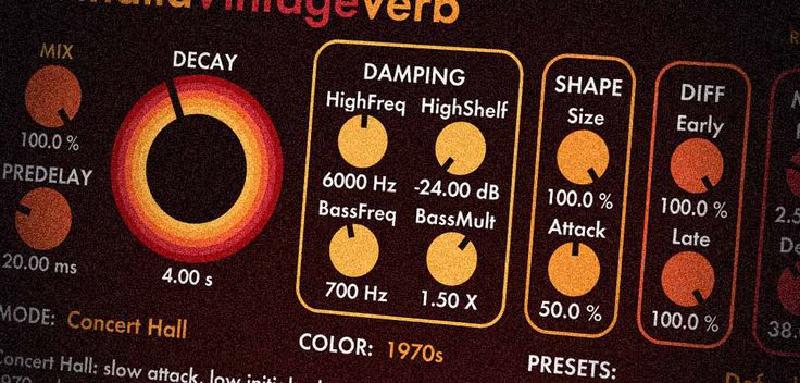 VintageVerb
MIX
100.0 %
PREDELAY
20.00 ms
DECAY
4.00 s
DAMPING
HighFreq HighShelf
6000 Hz -24.00 dB
BassFreq BassMult
700 Hz 1.50 X
SHAPE
Size
100.0 %
Attack
50.0 %
DIFF
Early
100.0 %
Late
100.0 %
MODE: Concert Hall
COLOR: 1970s
PRESETS:
Concert Hall: slow attack, low